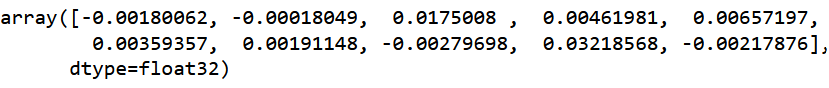 array([-0.00180062, -0.00018049,  0.0175008 ,  0.00461981,  0.00657197,
        0.00359357,  0.00191148, -0.00279698,  0.03218568, -0.00217876],
      dtype=float32)